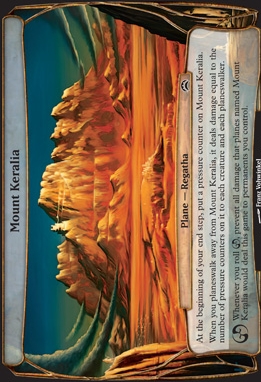 Mount Keralia
Plane — Regatha
At the beginning of your end step, put a pressure counter on Mount Keralia.
When you planeswalk away from Mount Keralia, it deals damage equal to the
number of pressure counters on it to each creature and each planeswalker.
Whenever you roll , prevent all damage that planes named Mount
Keralia would deal this game to permanents you control.
Franz Vohwinkel